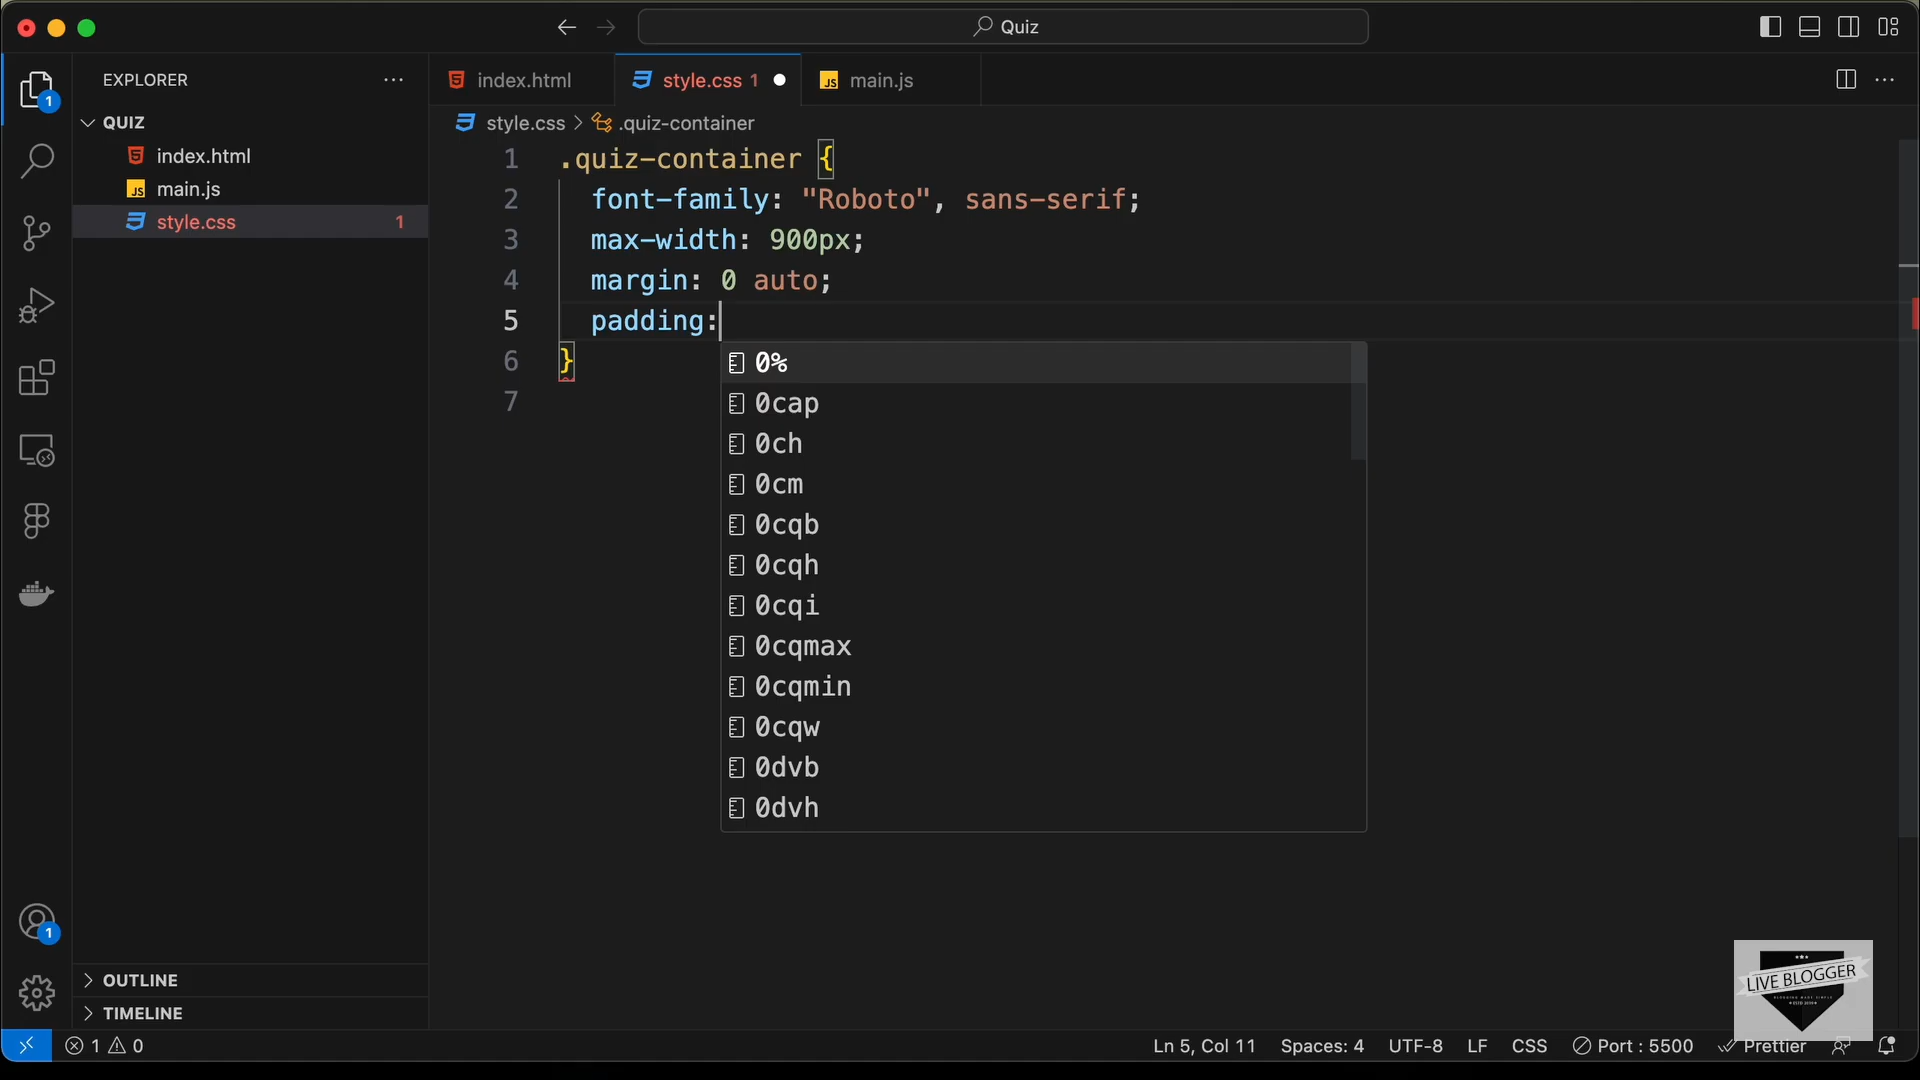 Quiz
EXPLORER
index.html
style.css 1
main.js
1
QUIZ
style.css > .quiz-container
index.html
main.js
style.css 1
1 .quiz-container {
2 font-family: "Roboto", sans-serif;
3 max-width: 900px;
4 margin: 0 auto;
5 padding:
6 }
7
0%
0cap
0ch
0cm
0cqb
0cqh
0cqi
0cqmax
0cqmin
0cqw
0dvb
0dvh
1
OUTLINE
TIMELINE
LIVE BLOGGER
1 0
Ln 5, Col 11 Spaces: 4 UTF-8 LF CSS Port : 5500 Prettier